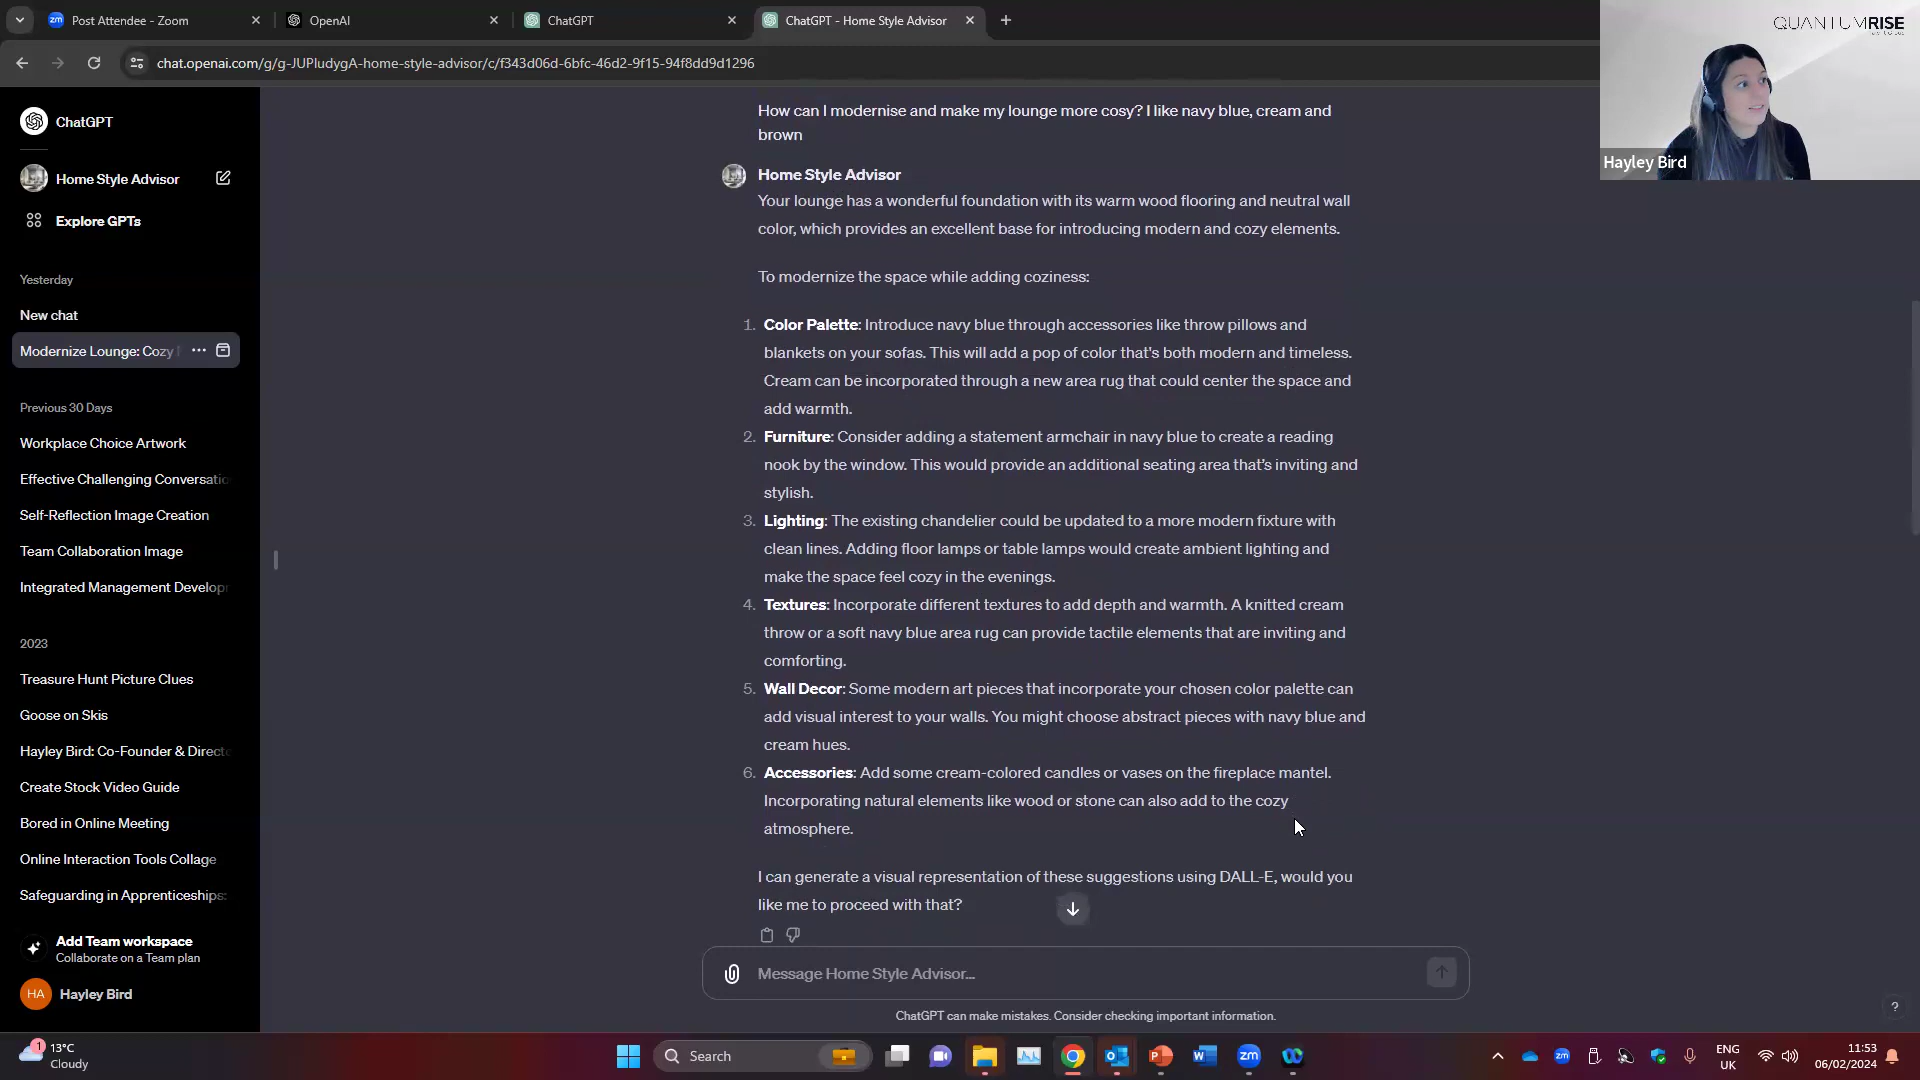 Post Attendee - Zoom
OpenAI
ChatGPT
ChatGPT - Home Style Advisor
chat.openai.com/g/g-JUPludygA-home-style-advisor/c/f343d06d-6bfc-46d2-9f15-94f8dd9d1296
QUANTUMRISE
Hayley Bird
ChatGPT
Home Style Advisor
Explore GPTs
Yesterday
New chat
Modernize Lounge: Cozy
Previous 30 Days
Workplace Choice Artwork
Effective Challenging Conversatio
Self-Reflection Image Creation
Team Collaboration Image
Integrated Management Develop
2023
Treasure Hunt Picture Clues
Goose on Skis
Hayley Bird: Co-Founder & Direct
Create Stock Video Guide
Bored in Online Meeting
Online Interaction Tools Collage
Safeguarding in Apprenticeships:
Add Team workspace
Collaborate on a Team plan
HA
Hayley Bird
How can I modernise and make my lounge more cosy? I like navy blue, cream and
brown
Home Style Advisor
Your lounge has a wonderful foundation with its warm wood flooring and neutral wall
color, which provides an excellent base for introducing modern and cozy elements.
To modernize the space while adding coziness:
1. Color Palette: Introduce navy blue through accessories like throw pillows and
blankets on your sofas. This will add a pop of color that's both modern and timeless.
Cream can be incorporated through a new area rug that could center the space and
add warmth.
2. Furniture: Consider adding a statement armchair in navy blue to create a reading
nook by the window. This would provide an additional seating area that's inviting and
stylish.
3. Lighting: The existing chandelier could be updated to a more modern fixture with
clean lines. Adding floor lamps or table lamps would create ambient lighting and
make the space feel cozy in the evenings.
4. Textures: Incorporate different textures to add depth and warmth. A knitted cream
throw or a soft navy blue area rug can provide tactile elements that are inviting and
comforting.
5. Wall Decor: Some modern art pieces that incorporate your chosen color palette can
add visual interest to your walls. You might choose abstract pieces with navy blue and
cream hues.
6. Accessories: Add some cream-colored candles or vases on the fireplace mantel.
Incorporating natural elements like wood or stone can also add to the cozy
atmosphere.
I can generate a visual representation of these suggestions using DALL-E, would you
like me to proceed with that?
Message Home Style Advisor...
ChatGPT can make mistakes. Consider checking important information.
?
1
13°C
Cloudy
Search
ENG
UK
11:53
06/02/2024